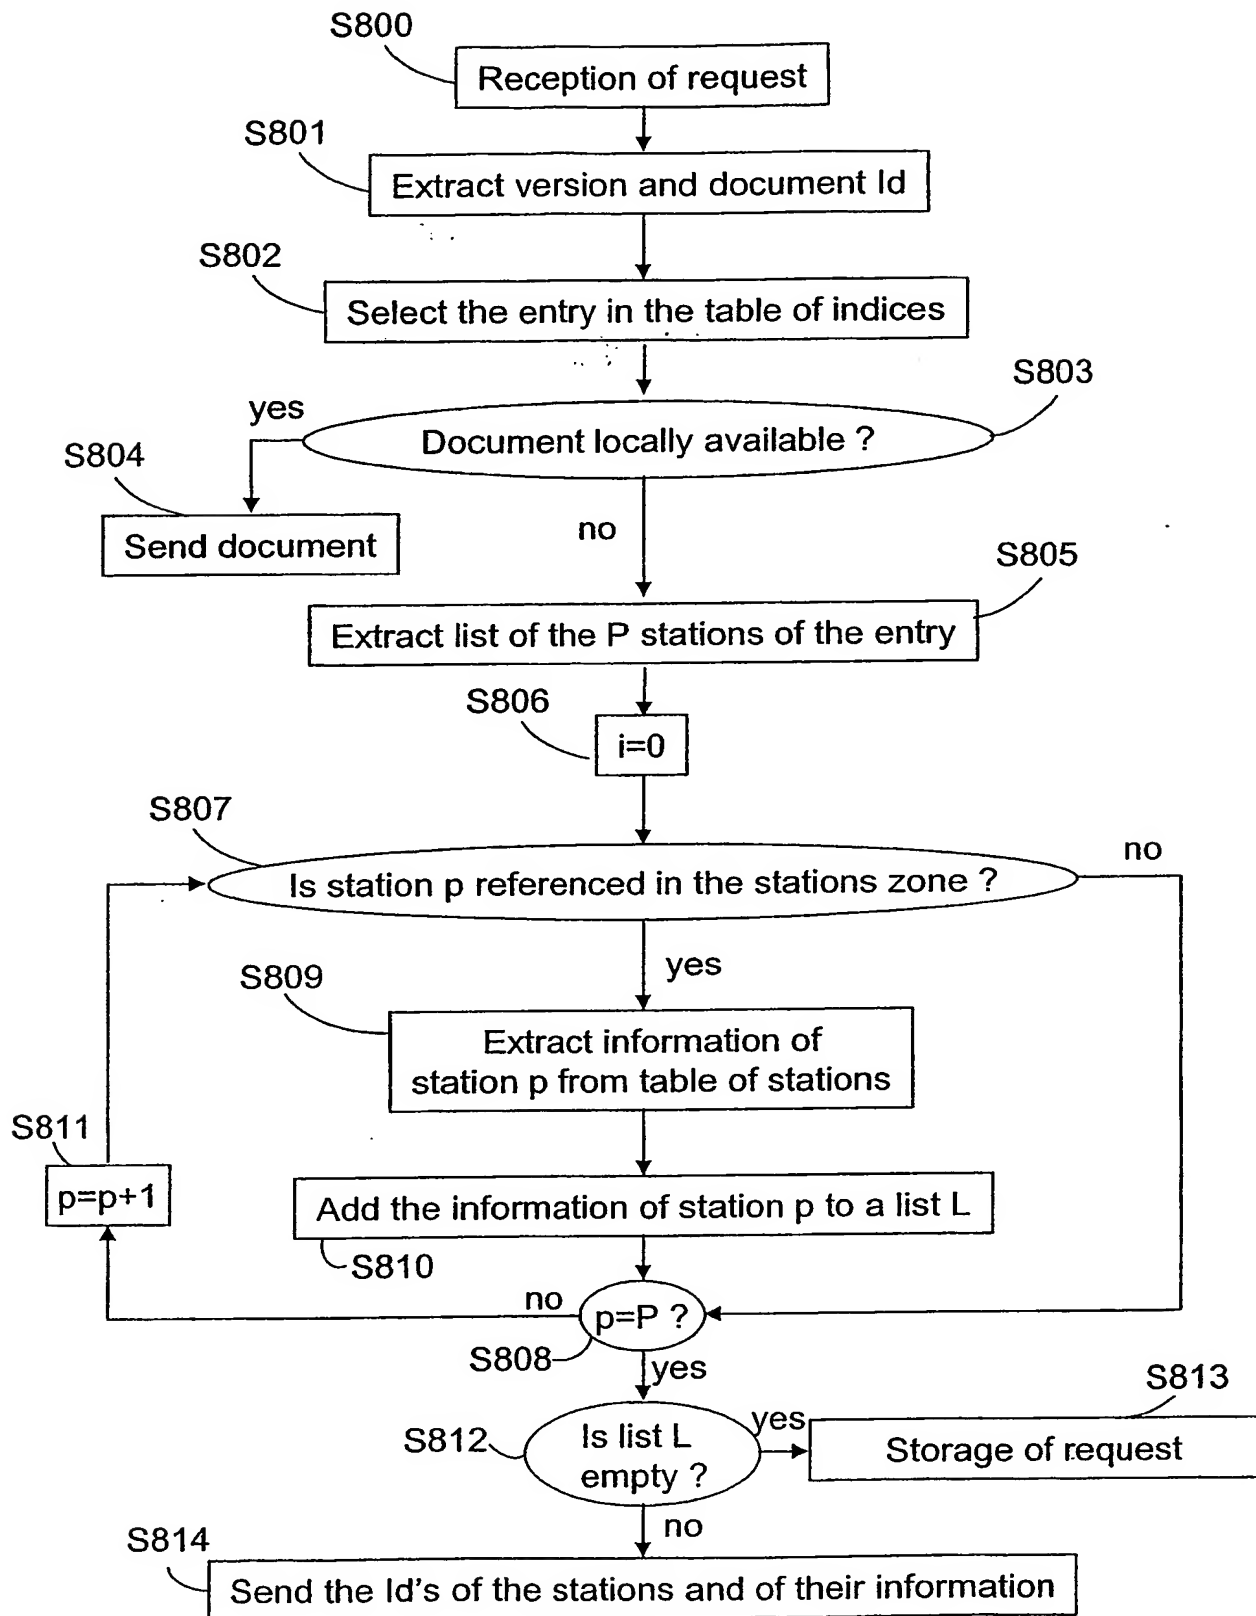 S800
Reception of request
S801
Extract version and document Id
S802
Select the entry in the table of indices
S803
yes
Document locally available ?
S804
Send document
no
S805
Extract list of the P stations of the entry
S806
i=0
S807
no
Is station p referenced in the stations zone ?
yes
S809
Extract information of
station p from table of stations
S811
p=p+1
Add the information of station p to a list L
S810
no
p=P ?
S808
yes
S813
S812
Is list L
empty ?
yes
Storage of request
no
S814
Send the Id's of the stations and of their information